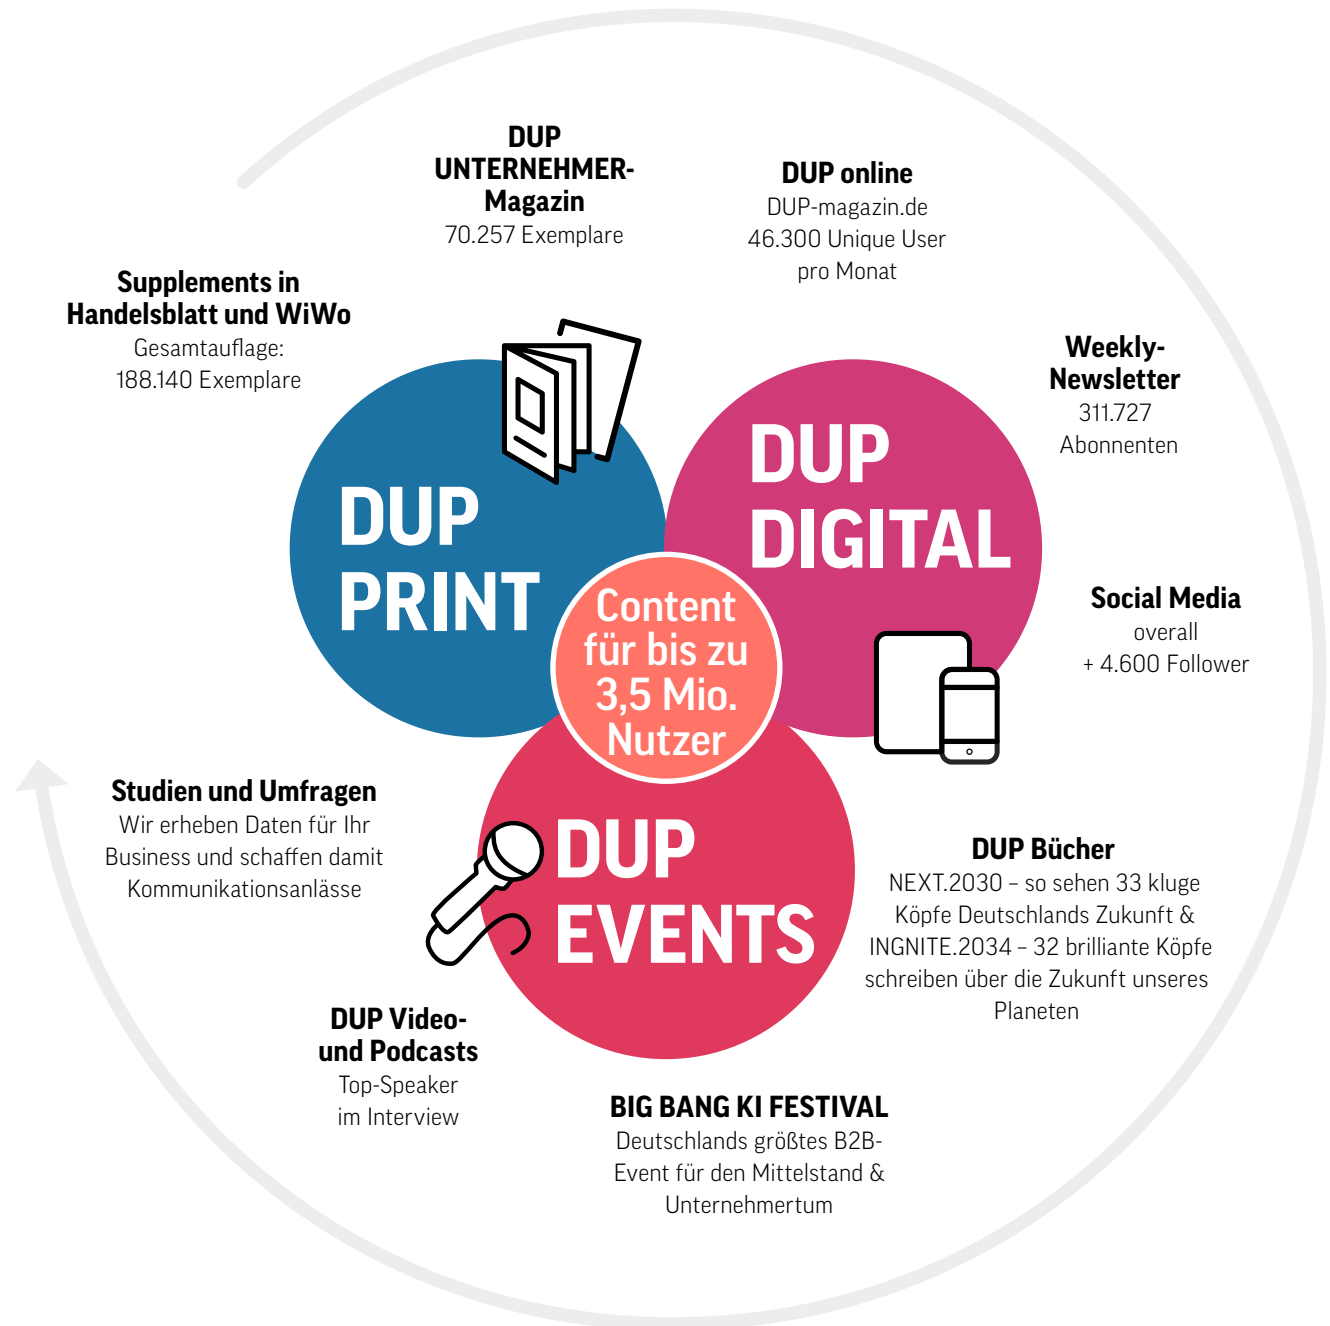 DUP
UNTERNEHMER-
Magazin
70.257 Exemplare
DUP online
DUP-magazin.de
46.300 Unique User
pro Monat
Supplements in
Handelsblatt und WiWo
Gesamtauflage:
188.140 Exemplare
Weekly-
Newsletter
311.727
Abonnenten
DUP
PRINT
DUP
DIGITAL
Content
für bis zu
3,5 Mio.
Nutzer
Social Media
overall
+ 4.600 Follower
Studien und Umfragen
Wir erheben Daten für Ihr
Business und schaffen damit
Kommunikationsanlässe
DUP
EVENTS
DUP Bücher
NEXT.2030 – so sehen 33 kluge
Köpfe Deutschlands Zukunft &
INGNITE.2034 – 32 brilliante Köpfe
schreiben über die Zukunft unseres
Planeten
DUP Video-
und Podcasts
Top-Speaker
im Interview
BIG BANG KI FESTIVAL
Deutschlands größtes B2B-
Event für den Mittelstand &
Unternehmertum